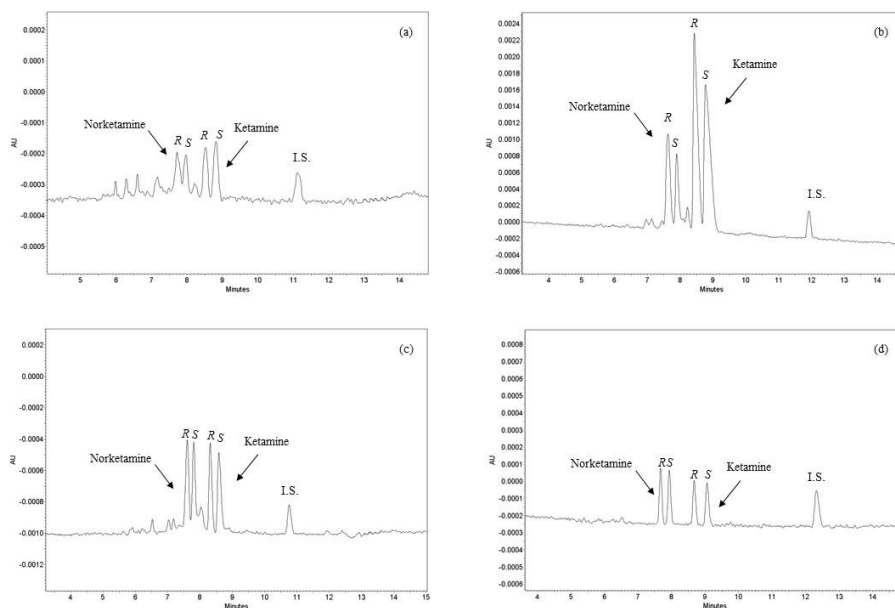 (a)
0.0002
0.0001
0.0000
-0.0001
-0.0002
-0.0003
-0.0004
-0.0005
AU
Norketamine
R S R S
Ketamine
I.S.
5 6 7 8 9 10 11 12 13 14
Minutes
(b)
0.0024
0.0022
0.0020
0.0018
0.0016
0.0014
0.0012
0.0010
0.0008
0.0006
0.0004
0.0002
0.0000
-0.0002
-0.0004
-0.0006
AU
R
S
Ketamine
Norketamine
R
S
I.S.
4 5 6 7 8 9 10 11 12 13 14
Minutes
(c)
0.0002
0.0000
-0.0002
-0.0004
-0.0006
-0.0008
-0.0010
-0.0012
AU
R S R S
Norketamine
Ketamine
I.S.
4 5 6 7 8 9 10 11 12 13 14 15
Minutes
(d)
0.0008
0.0007
0.0006
0.0005
0.0004
0.0003
0.0002
0.0001
0.0000
-0.0001
-0.0002
-0.0003
-0.0004
-0.0005
-0.0006
AU
Norketamine
R S R S
Ketamine
I.S.
4 5 6 7 8 9 10 11 12 13 14
Minutes